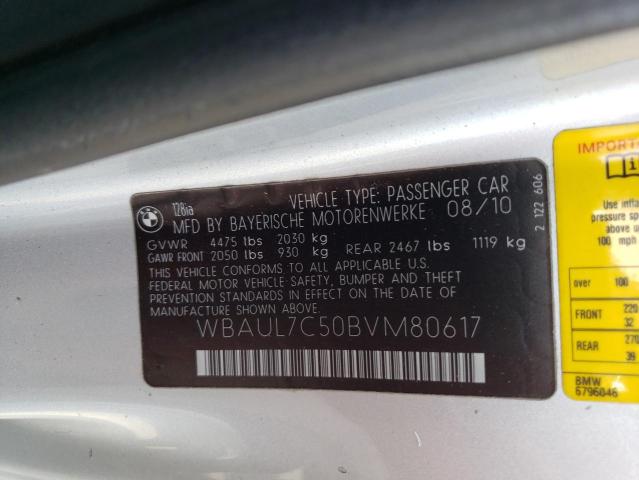 BMW
128ia
VEHICLE TYPE: PASSENGER CAR
MFD BY BAYERISCHE MOTORENWERKE 08/10
GVWR 4475 lbs 2030 kg
GAWR FRONT 2050 lbs 930 kg REAR 2467 lbs 1119 kg
THIS VEHICLE CONFORMS TO ALL APPLICABLE U.S.
FEDERAL MOTOR VEHICLE SAFETY, BUMPER AND THEFT
PREVENTION STANDARDS IN EFFECT ON THE DATE OF
MANUFACTURE SHOWN ABOVE.
WBAUL7C50BVM80617
2 122 606
IMPORT
i
Use infla
pressure sp
above o
100 mph
over 100
FRONT 220
32
REAR 270
39
BMW
6796046